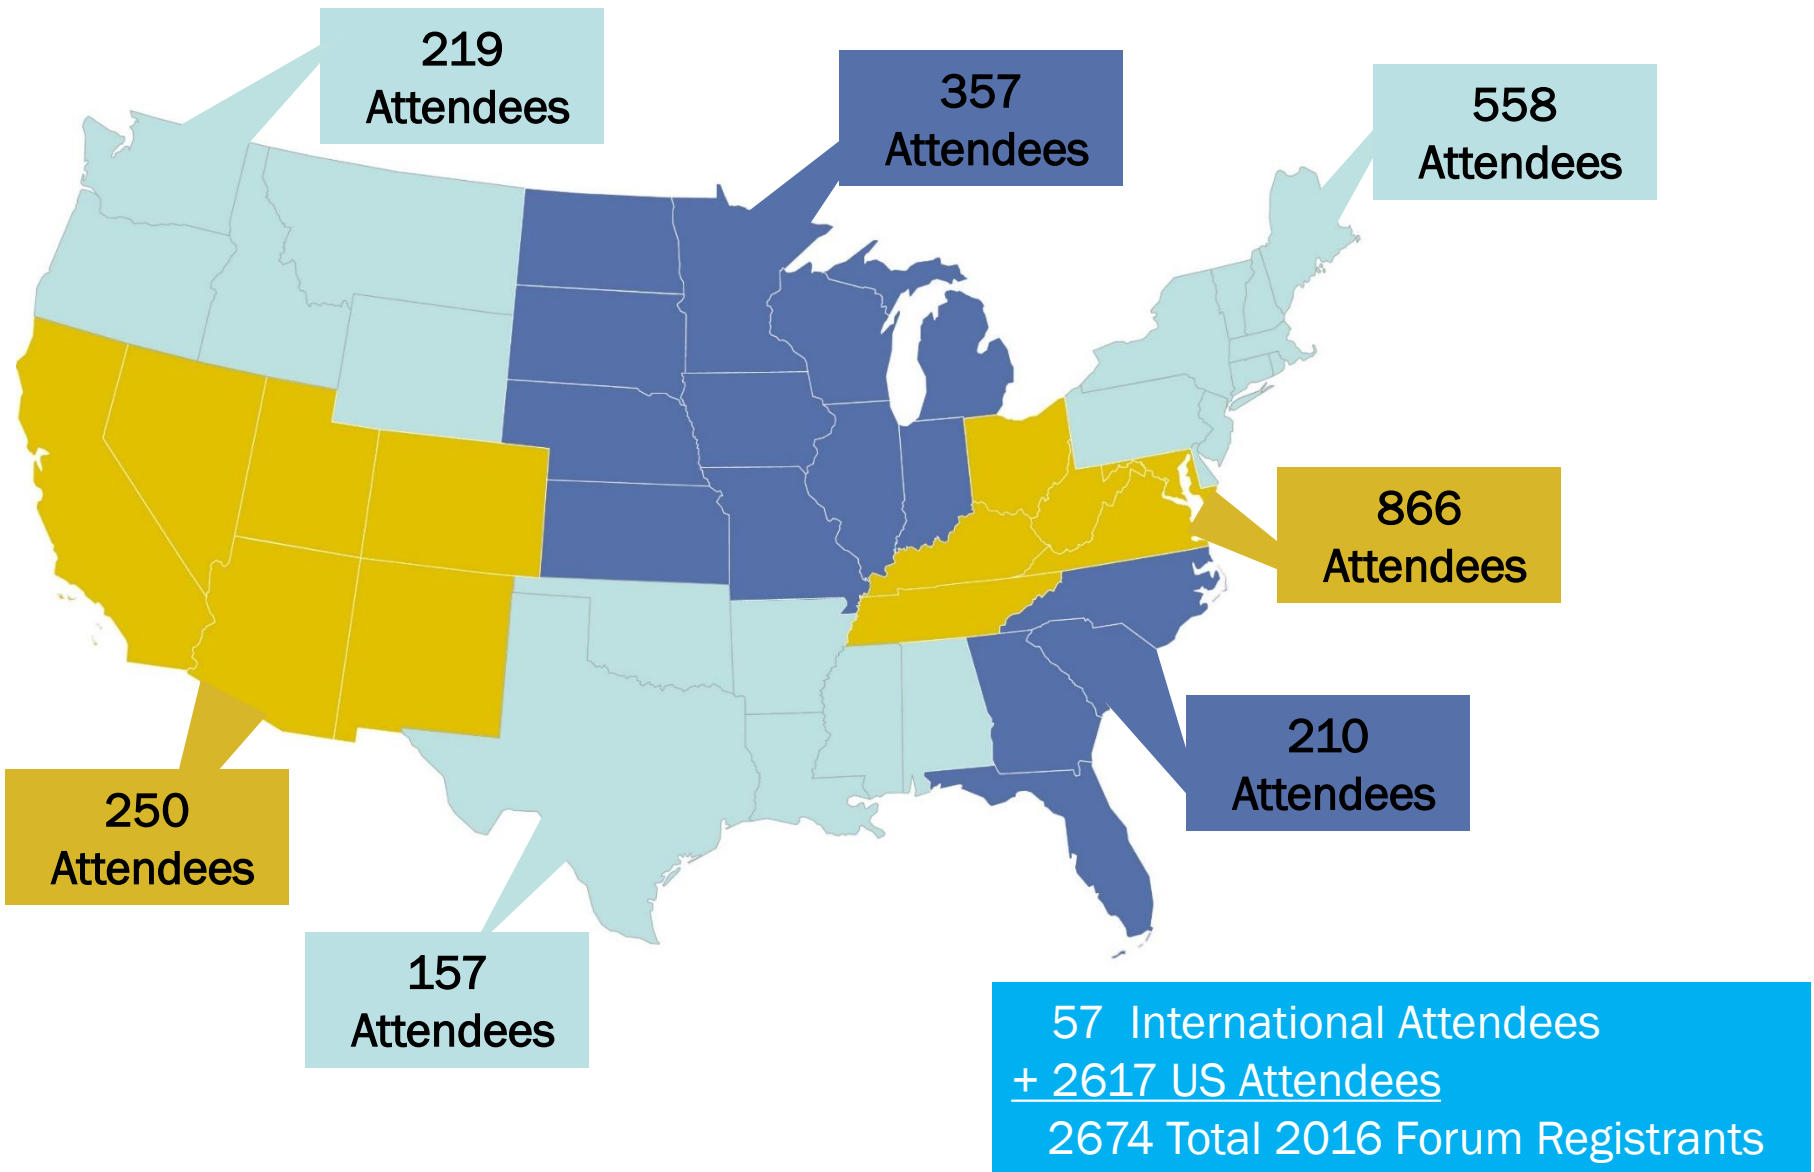 219
Attendees
357
Attendees
558
Attendees
866
Attendees
210
Attendees
250
Attendees
157
Attendees
57 International Attendees
+ 2617 US Attendees
2674 Total 2016 Forum Registrants